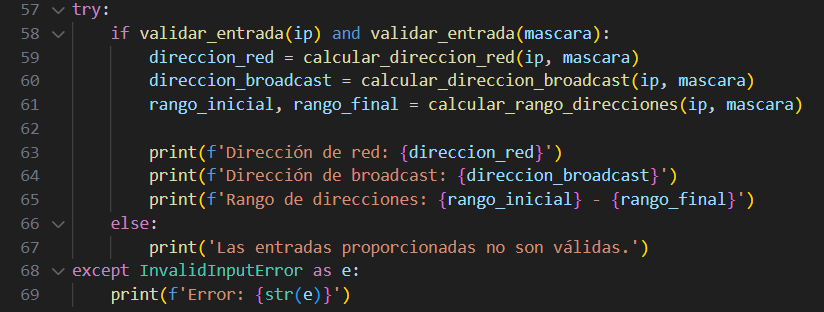 57 try:
58     if validar_entrada(ip) and validar_entrada(mascara):
59         direccion_red = calcular_direccion_red(ip, mascara)
60         direccion_broadcast = calcular_direccion_broadcast(ip, mascara)
61         rango_inicial, rango_final = calcular_rango_direcciones(ip, mascara)
62
63         print(f'Dirección de red: {direccion_red}')
64         print(f'Dirección de broadcast: {direccion_broadcast}')
65         print(f'Rango de direcciones: {rango_inicial} - {rango_final}')
66     else:
67         print('Las entradas proporcionadas no son válidas.')
68 except InvalidInputError as e:
69     print(f'Error: {str(e)}')